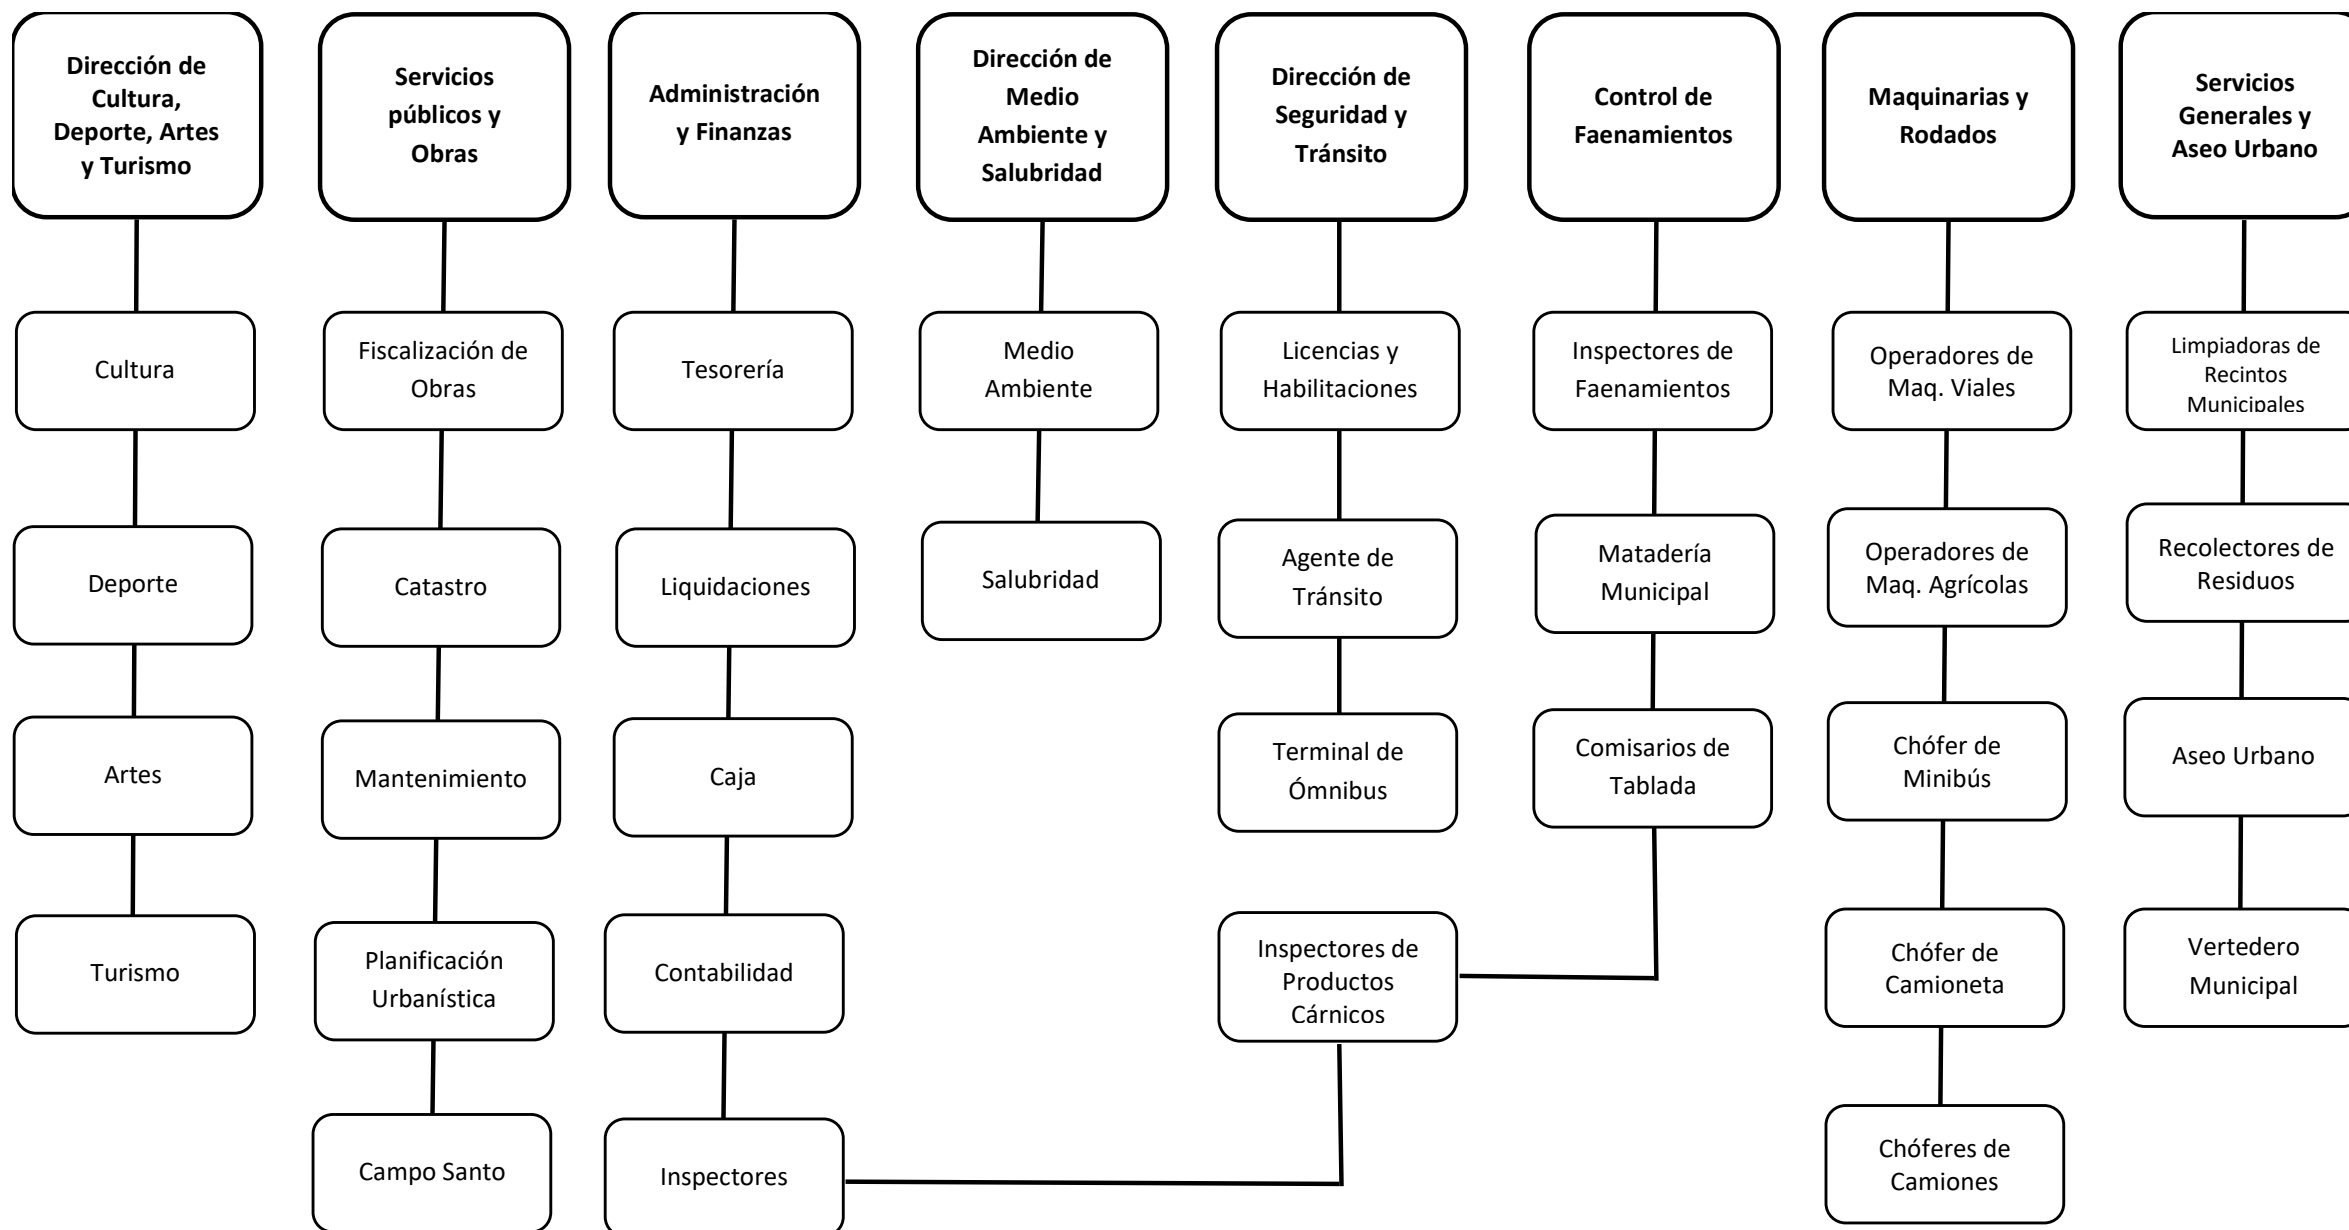 Dirección de
Cultura,
Deporte, Artes
y Turismo
Servicios
públicos y
Obras
Administración
y Finanzas
Dirección de
Medio
Ambiente y
Salubridad
Dirección de
Seguridad y
Tránsito
Control de
Faenamientos
Maquinarias y
Rodados
Servicios
Generales y
Aseo Urbano
Cultura
Fiscalización de
Obras
Tesorería
Medio
Ambiente
Licencias y
Habilitaciones
Inspectores de
Faenamientos
Operadores de
Maq. Viales
Limpiadoras de
Recintos
Municipales
Deporte
Catastro
Liquidaciones
Salubridad
Agente de
Tránsito
Matadería
Municipal
Operadores de
Maq. Agrícolas
Recolectores de
Residuos
Artes
Mantenimiento
Caja
Terminal de
Ómnibus
Comisarios de
Tablada
Chófer de
Minibús
Aseo Urbano
Turismo
Planificación
Urbanística
Contabilidad
Inspectores de
Productos
Cárnicos
Chófer de
Camioneta
Vertedero
Municipal
Campo Santo
Inspectores
Chóferes de
Camiones